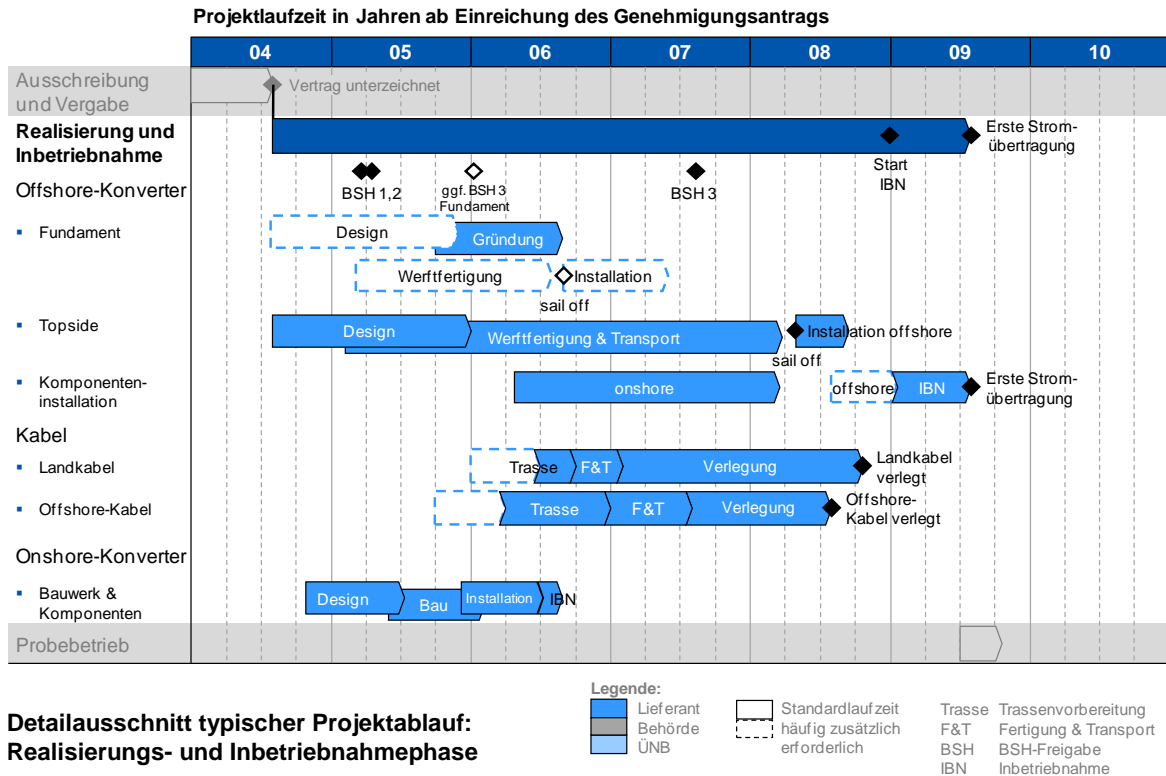 Projektlaufzeit in Jahren ab Einreichung des Genehmigungsantrags
04 05 06 07 08 09 10
Ausschreibung
und Vergabe
Vertrag unterzeichnet
Realisierung und
Inbetriebnahme
Erste Strom-
übertragung
Start
IBN
Offshore-Konverter
BSH 1,2
ggf. BSH 3
Fundament
BSH 3
Fundament
Design
Gründung
Werftfertigung
Installation
sail off
Topside
Design
Werftfertigung & Transport
Installation offshore
sail off
Komponenten-
installation
onshore
offshore
IBN
Erste Strom-
übertragung
Kabel
Landkabel
Trasse
F&T
Verlegung
Landkabel
verlegt
Offshore-Kabel
Trasse
F&T
Verlegung
Offshore-
Kabel verlegt
Onshore-Konverter
Bauwerk &
Komponenten
Design
Bau
Installation
IBN
Probebetrieb
Detailausschnitt typischer Projektablauf:
Realisierungs- und Inbetriebnahmephase
Legende:
Lieferant
Behörde
ÜNB
Standardlaufzeit
häufig zusätzlich
erforderlich
Trasse Trassenvorbereitung
F&T Fertigung & Transport
BSH BSH-Freigabe
IBN Inbetriebnahme